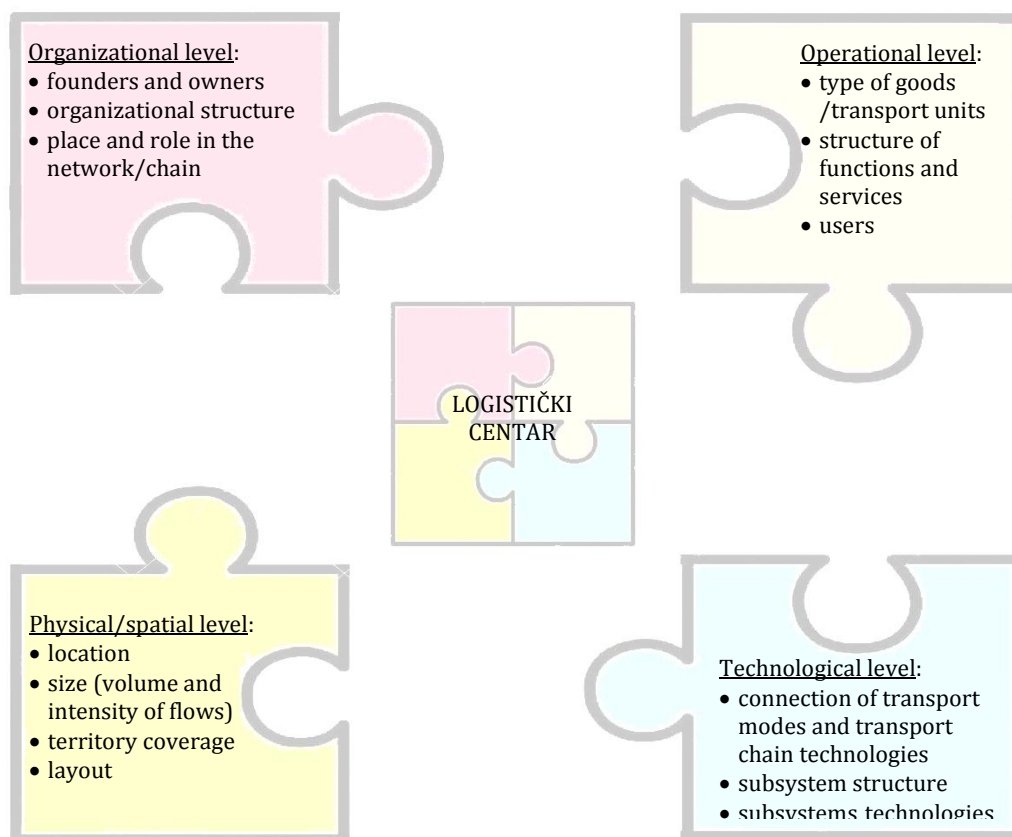 Organizational level:
• founders and owners
• organizational structure
• place and role in the
network/chain
Operational level:
• type of goods
/transport units
• structure of
functions and
services
• users
LOGISTIČKI
CENTAR
Physical/spatial level:
• location
• size (volume and
intensity of flows)
• territory coverage
• layout
Technological level:
• connection of transport
modes and transport
chain technologies
• subsystem structure
• subsystems technologies